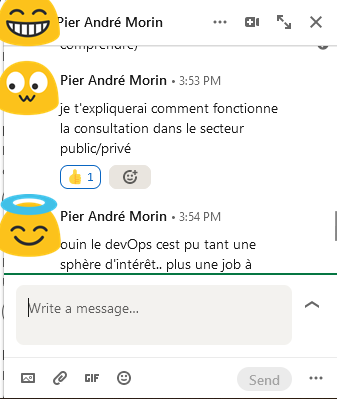 Pier André Morin
comprendre)
Pier André Morin • 3:53 PM
je t'expliquerai comment fonctionne
la consultation dans le secteur
public/privé
1
Pier André Morin • 3:54 PM
ouin le devOps cest pu tant une
sphère d'intérêt.. plus une job à
Write a message...
GIF
Send